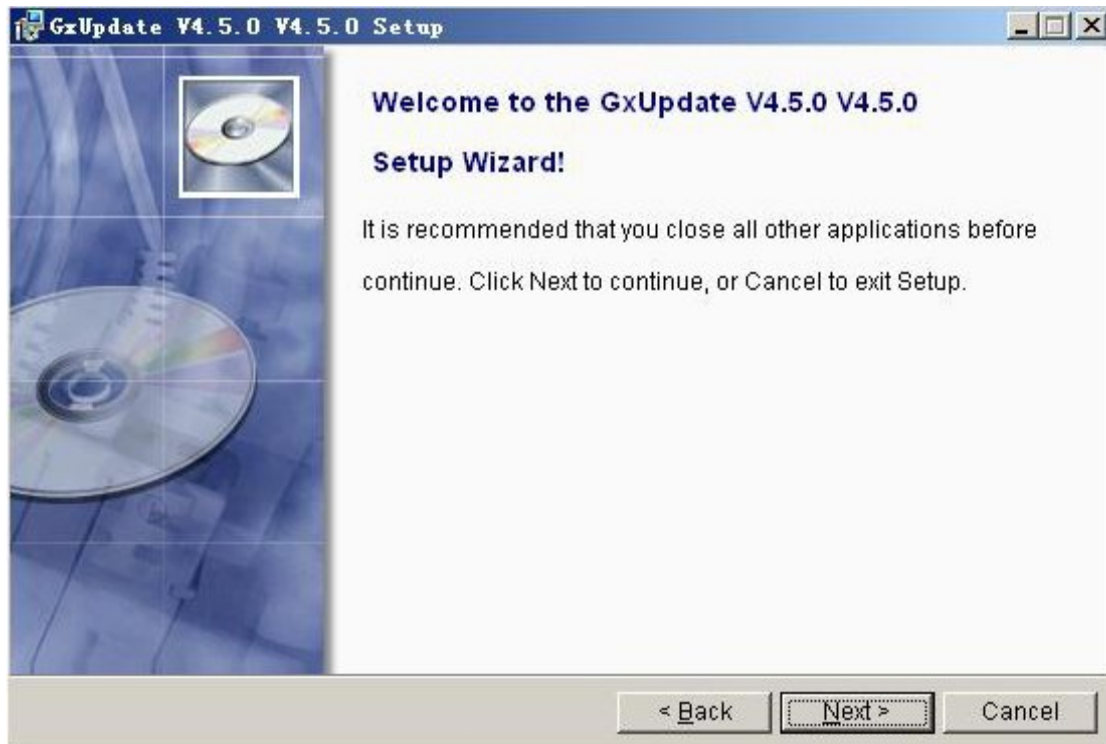 GxUpdate V4.5.0 V4.5.0 Setup
Welcome to the GxUpdate V4.5.0 V4.5.0
Setup Wizard!
It is recommended that you close all other applications before
continue. Click Next to continue, or Cancel to exit Setup.
< Back Next > Cancel